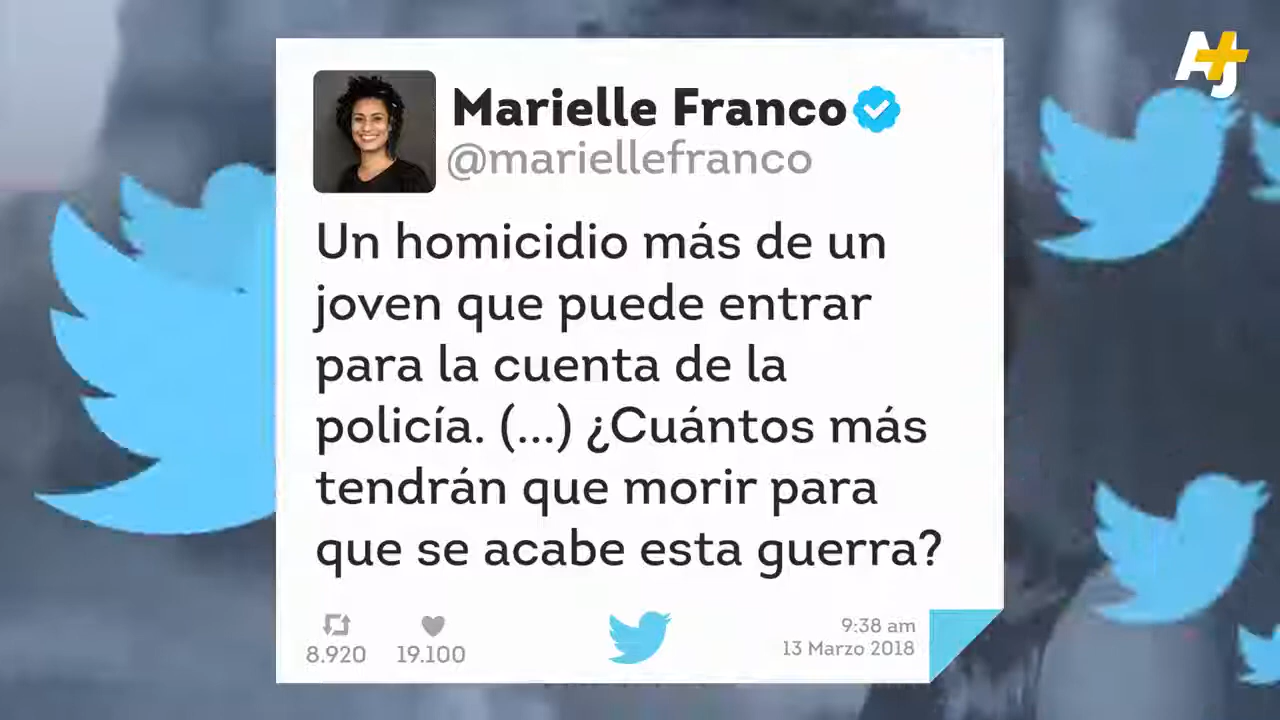 AJ+
Marielle Franco
@mariellefranco
Un homicidio más de un
joven que puede entrar
para la cuenta de la
policía. (...) ¿Cuántos más
tendrán que morir para
que se acabe esta guerra?
8.920 19.100
9:38 am
13 Marzo 2018